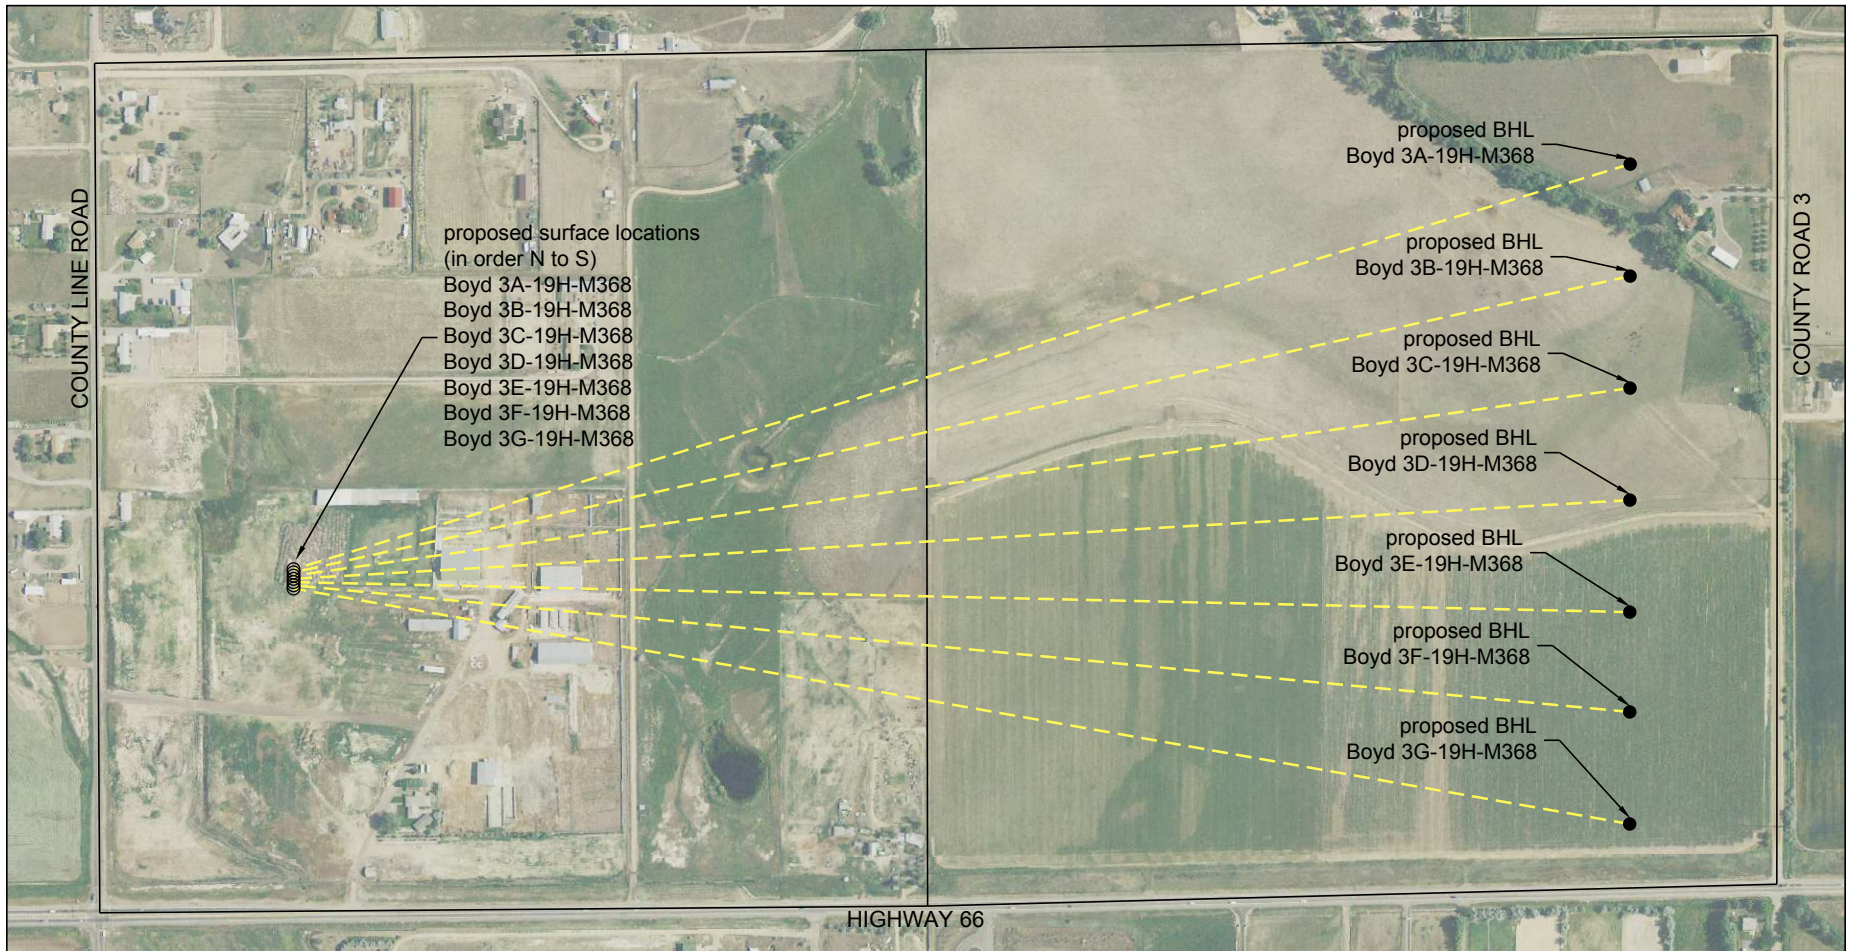 COUNTY LINE ROAD
proposed surface locations
(in order N to S)
Boyd 3A-19H-M368
Boyd 3B-19H-M368
Boyd 3C-19H-M368
Boyd 3D-19H-M368
Boyd 3E-19H-M368
Boyd 3F-19H-M368
Boyd 3G-19H-M368
proposed BHL
Boyd 3A-19H-M368
proposed BHL
Boyd 3B-19H-M368
proposed BHL
Boyd 3C-19H-M368
proposed BHL
Boyd 3D-19H-M368
proposed BHL
Boyd 3E-19H-M368
proposed BHL
Boyd 3F-19H-M368
proposed BHL
Boyd 3G-19H-M368
COUNTY ROAD 3
HIGHWAY 66